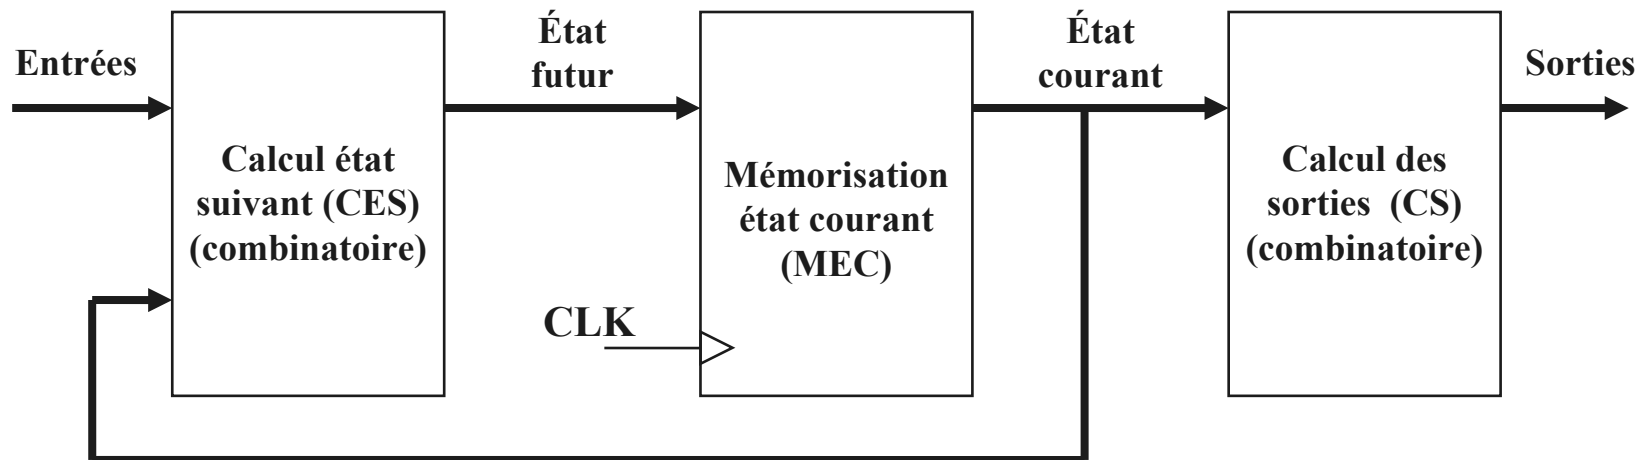 Entrées
État
futur
État
courant
Sorties
Calcul état
suivant (CES)
(combinatoire)
Mémorisation
état courant
(MEC)
CLK
Calcul des
sorties (CS)
(combinatoire)